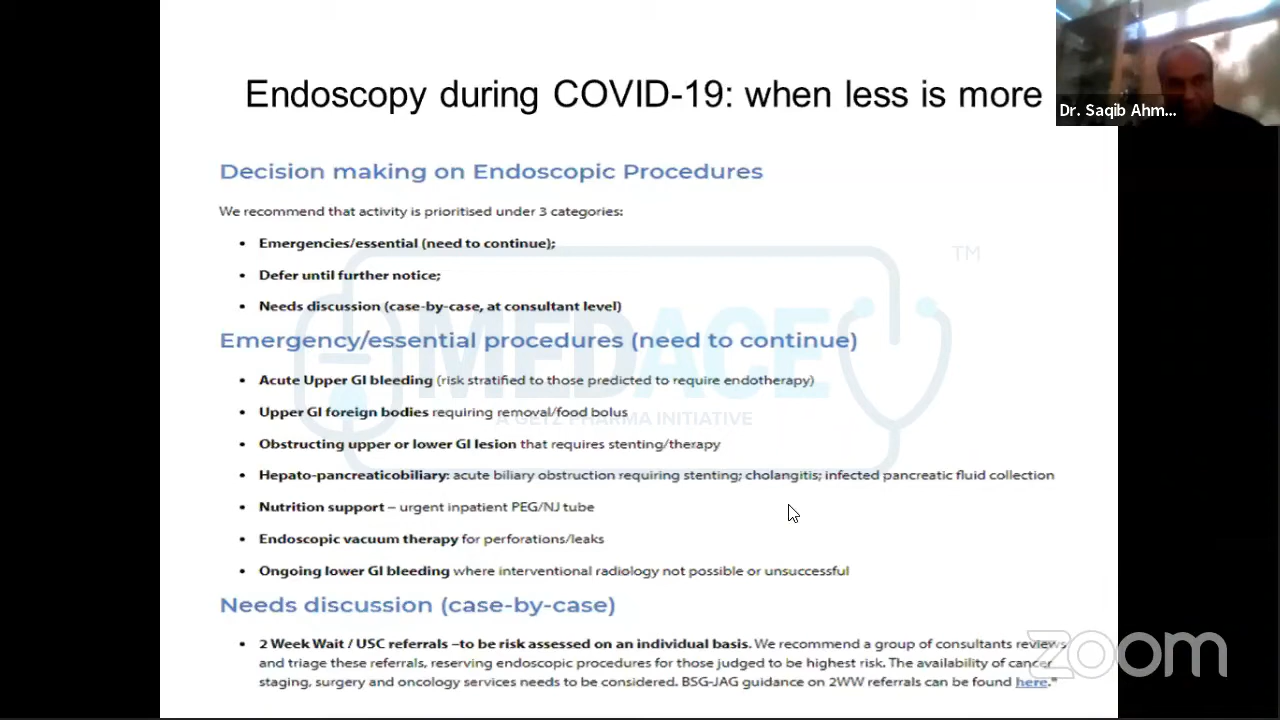 Endoscopy during COVID-19: when less is more
Dr. Saqib Ahm...
Decision making on Endoscopic Procedures
We recommend that activity is prioritised under 3 categories:
• Emergencies/essential (need to continue);
TM
• Defer until further notice;
• Needs discussion (case-by-case, at consultant level)
MEDACE
Emergency/essential procedures (need to continue)
• Acute Upper GI bleeding (risk stratified to those predicted to require endotherapy)
• Upper GI foreign bodies requiring removal/food bolus
A GETZ PHARMA INITIATIVE
• Obstructing upper or lower GI lesion that requires stenting/therapy
• Hepato-pancreaticobiliary: acute biliary obstruction requiring stenting; cholangitis; infected pancreatic fluid collection
• Nutrition support – urgent inpatient PEG/NJ tube
• Endoscopic vacuum therapy for perforations/leaks
• Ongoing lower GI bleeding where interventional radiology not possible or unsuccessful
Needs discussion (case-by-case)
• 2 Week Wait / USC referrals –to be risk assessed on an individual basis. We recommend a group of consultants reviews
and triage these referrals, reserving endoscopic procedures for those judged to be highest risk. The availability of cancer
staging, surgery and oncology services needs to be considered. BSG-JAG guidance on 2WW referrals can be found here."
zoom